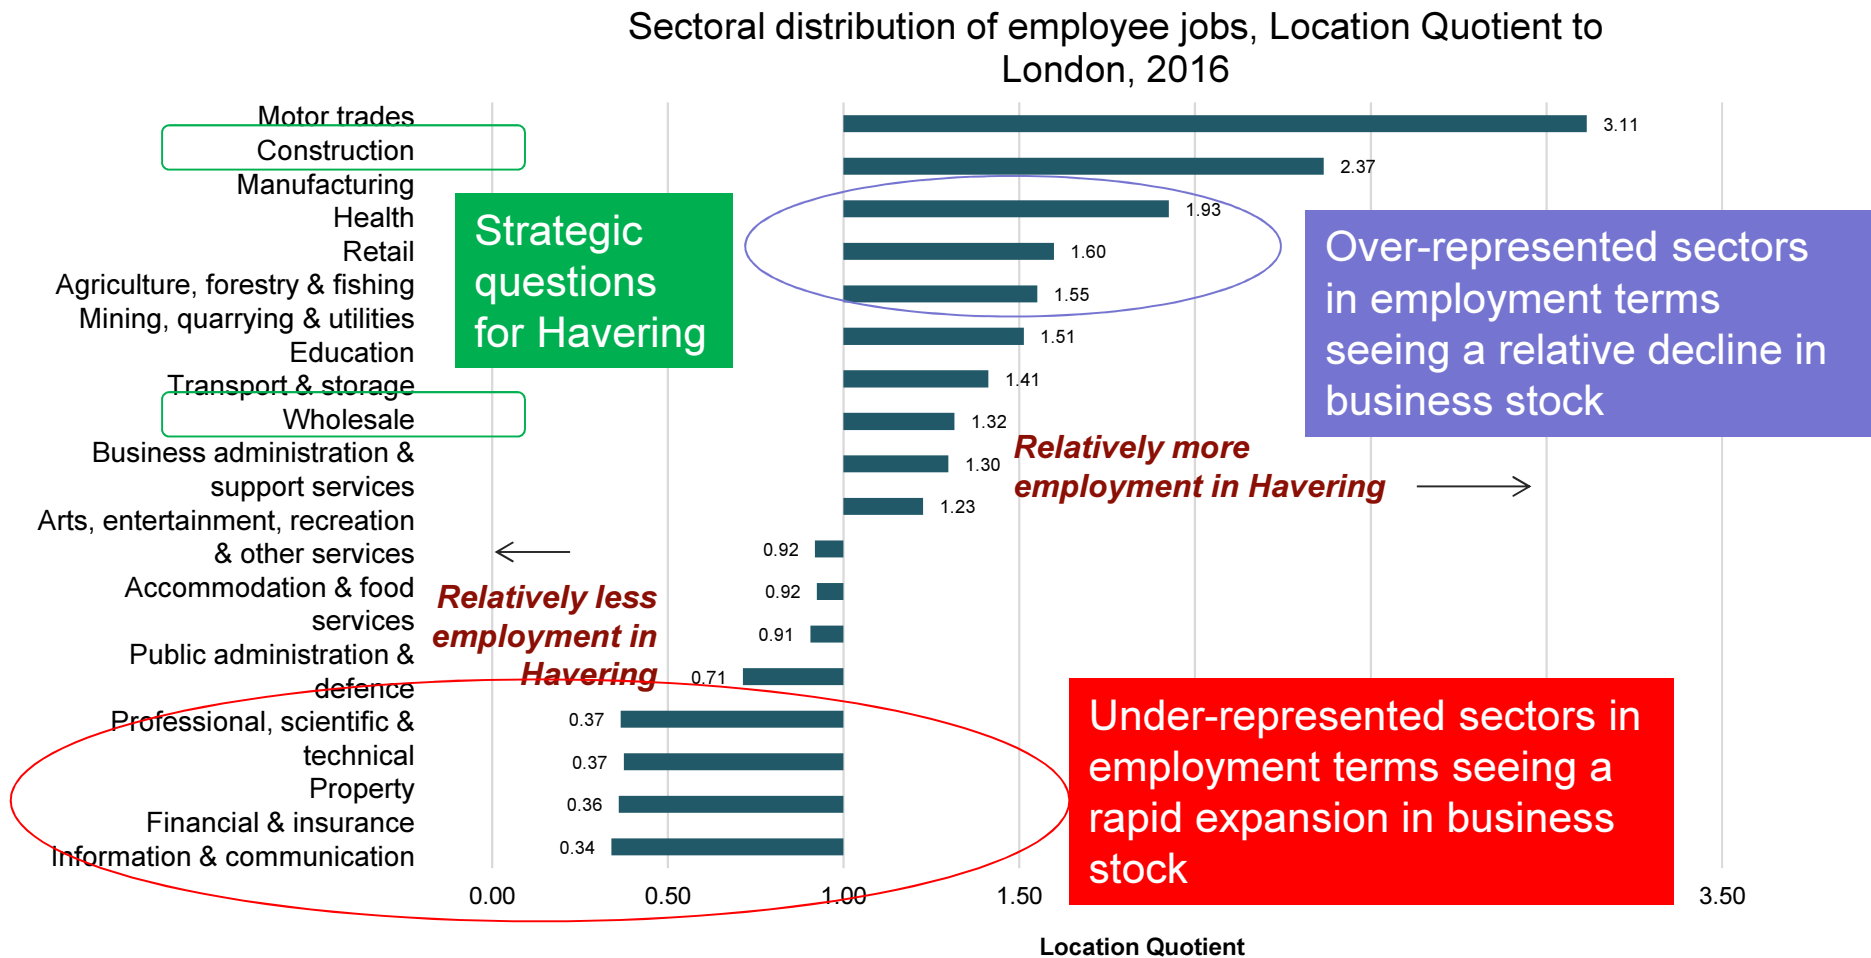 Sectoral distribution of employee jobs, Location Quotient to
London, 2016
Motor trades
Construction
Manufacturing
Health
Retail
Agriculture, forestry & fishing
Mining, quarrying & utilities
Education
Transport & storage
Wholesale
Business administration &
support services
Arts, entertainment, recreation
& other services
Accommodation & food
services
Public administration &
defence
Professional, scientific &
technical
Property
Financial & insurance
Information & communication
Strategic
questions
for Havering
3.11
2.37
1.93
1.60
1.55
1.51
1.41
1.32
1.30
1.23
0.92
0.92
0.91
0.71
0.37
0.37
0.36
0.34
Over-represented sectors
in employment terms
seeing a relative decline in
business stock
Relatively more
employment in Havering
Relatively less
employment in
Havering
Under-represented sectors in
employment terms seeing a
rapid expansion in business
stock
0.00 0.50 1.00 1.50 3.50
Location Quotient